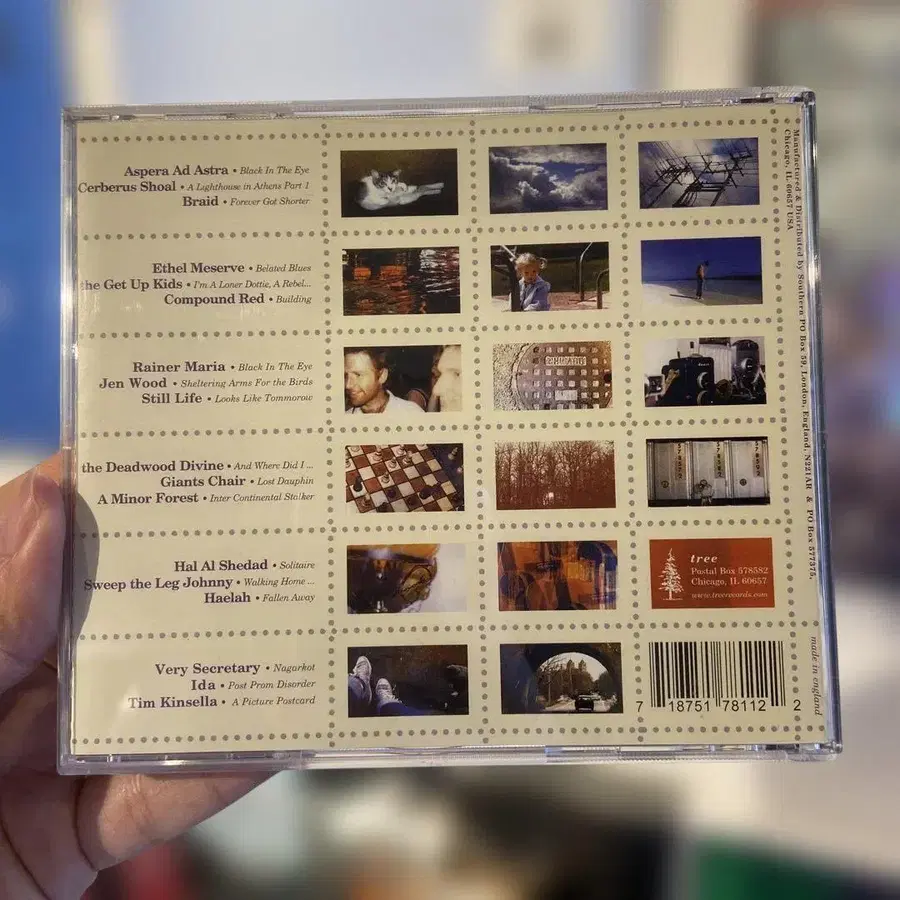 Aspera Ad Astra • Black In The Eye
Cerberus Shoal • A Lighthouse in Athens Part 1
Braid • Forever Got Shorter
Ethel Meserve • Belated Blues
the Get Up Kids • I'm A Loner Dottie, A Rebel...
Compound Red • Building
Rainer Maria • Black In The Eye
Jen Wood • Sheltering Arms For the Birds
Still Life • Looks Like Tommorow
the Deadwood Divine • And Where Did I ...
Giants Chair • Lost Dauphin
A Minor Forest • Inter Continental Stalker
Hal Al Shedad • Solitaire
Sweep the Leg Johnny • Walking Home ...
Haelah • Fallen Away
Very Secretary • Nagarkot
Ida • Post Prom Disorder
Tim Kinsella • A Picture Postcard
CHICAGO
578582
578582
578582
tree
Postal Box 578582
Chicago, IL 60657
www.treerecords.com
7 18751 78112 2
Manufactured & Distributed by Southern PO Box 59, London, England, N221AR & PO Box 577375,
Chicago, IL 60657 USA
made in england